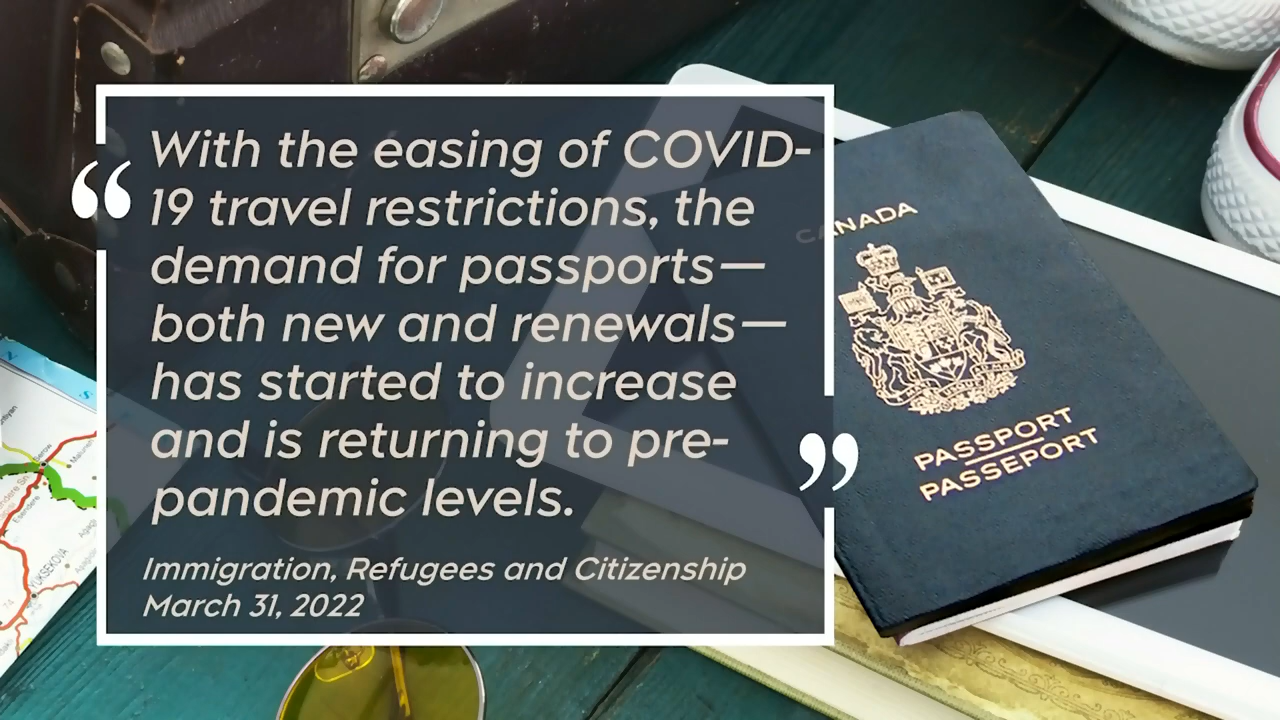 With the easing of COVID-
19 travel restrictions, the
demand for passports—
both new and renewals—
has started to increase
and is returning to pre-
pandemic levels.
Immigration, Refugees and Citizenship
March 31, 2022
CANADA
PASSPORT
PASSEPORT
YUKSEKOVA